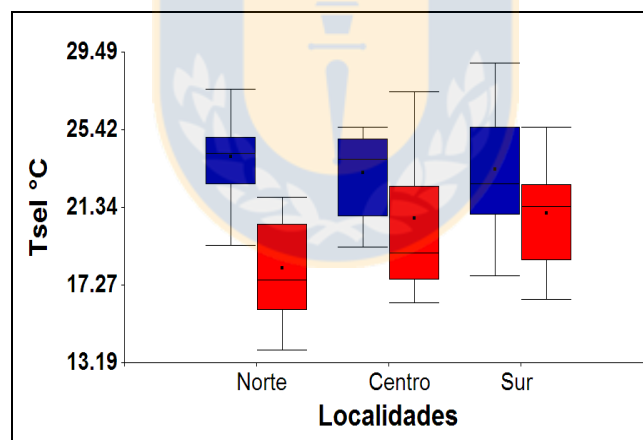 29.49
25.42
21.34
17.27
13.19
Tsel °C
Norte Centro Sur
Localidades